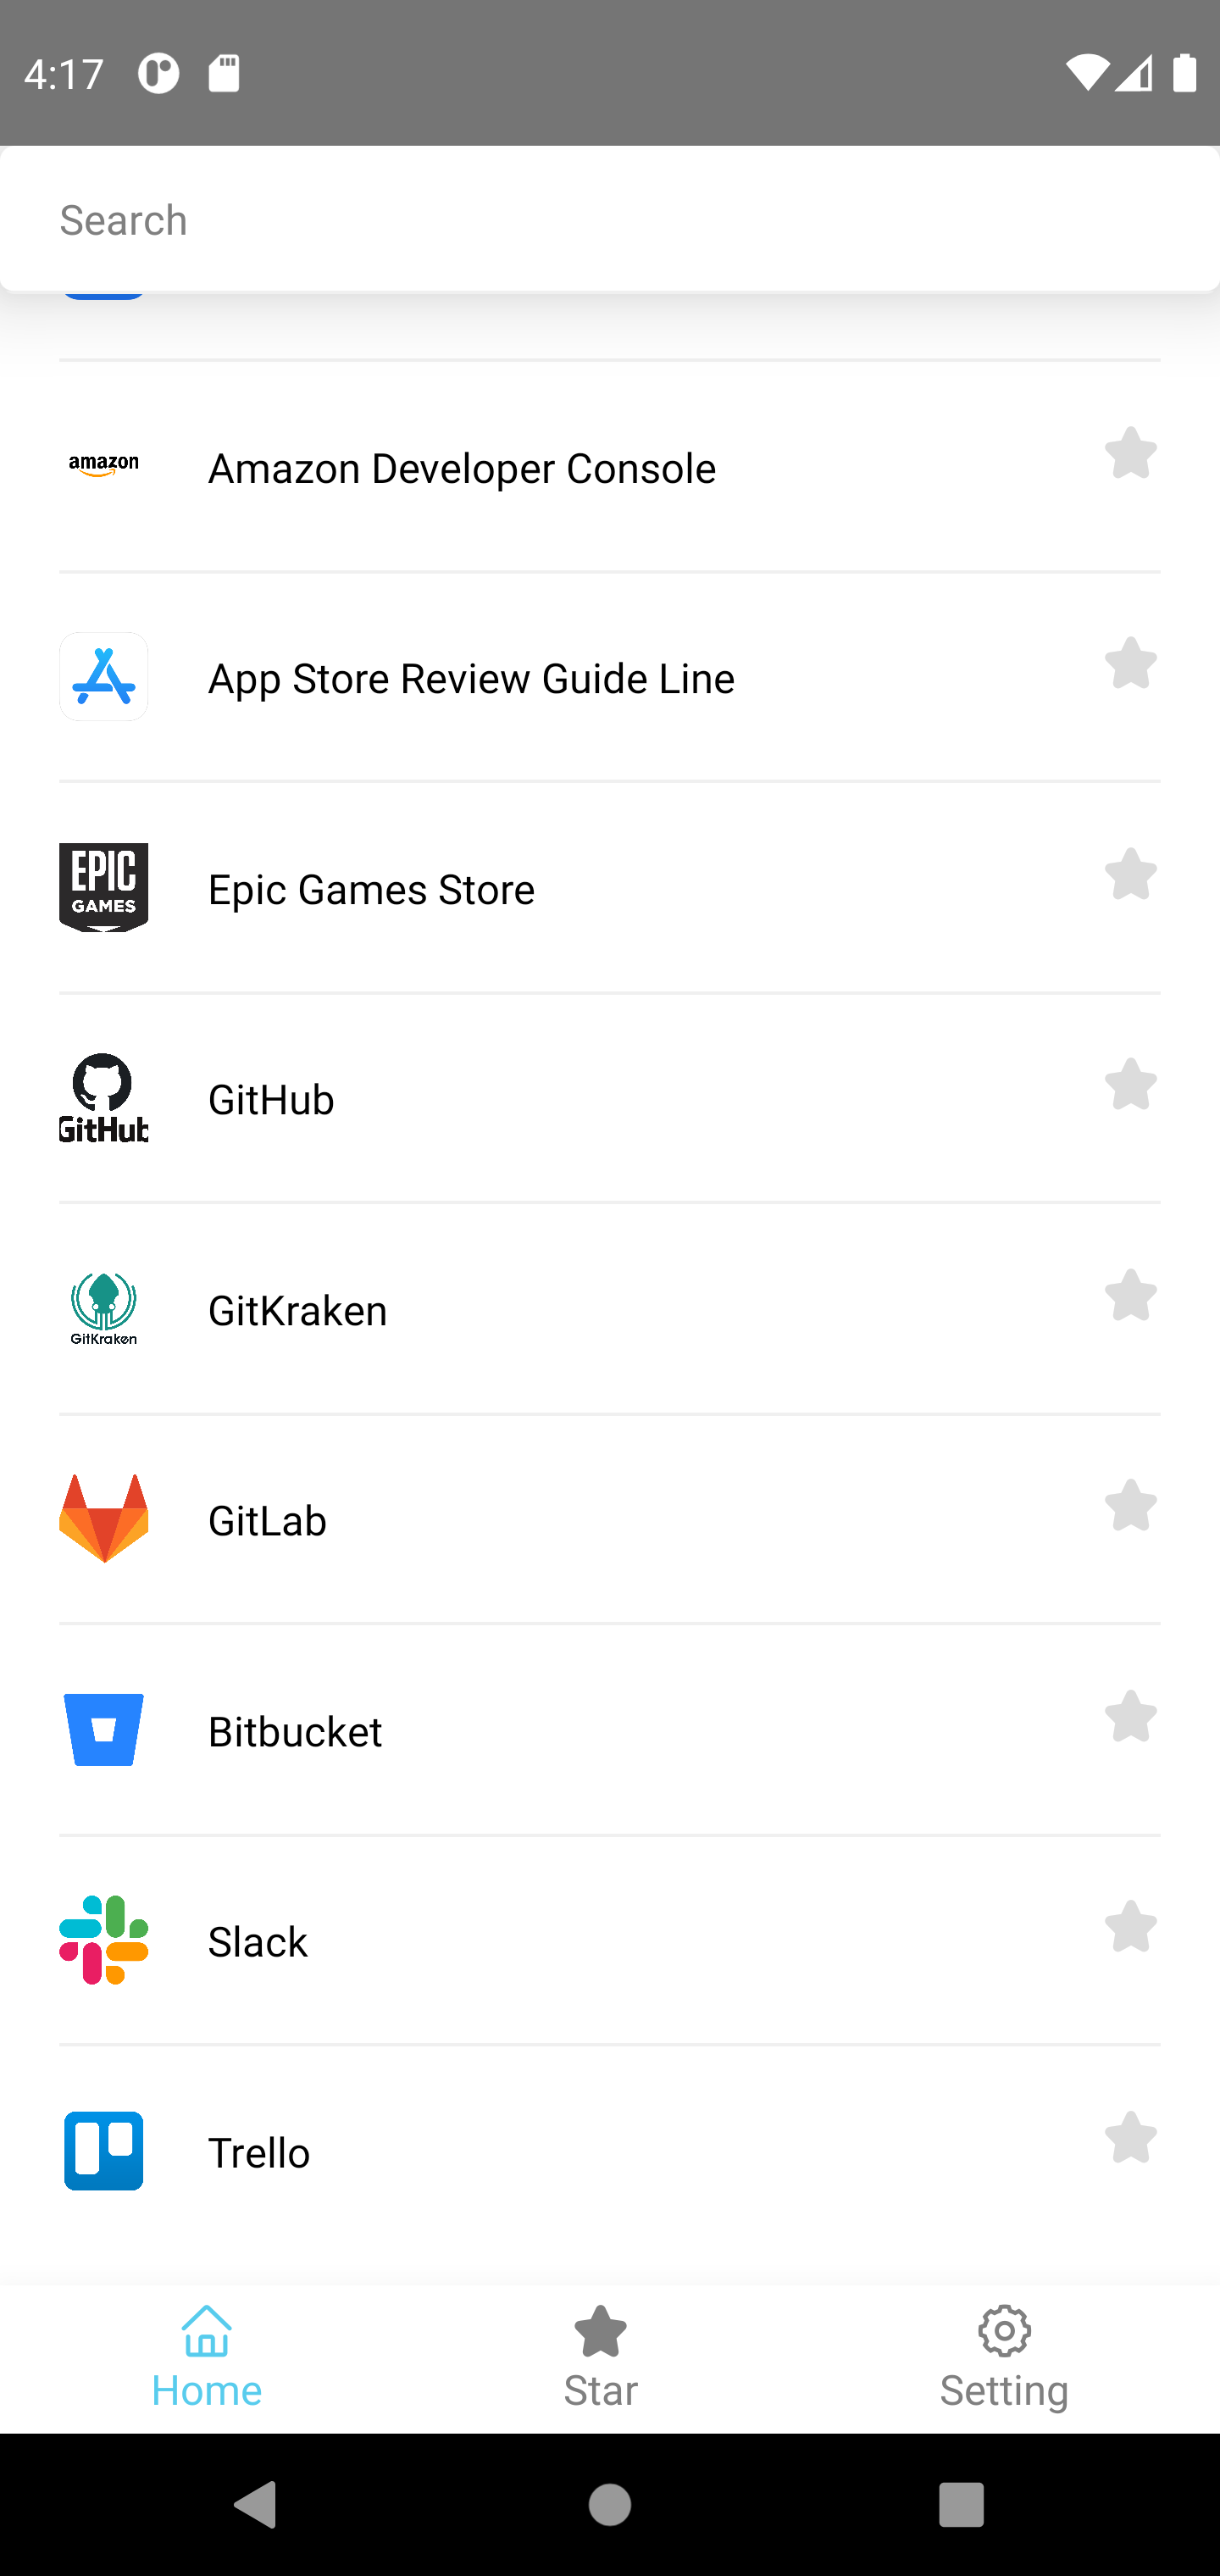 4:17
Search
amazon
Amazon Developer Console
App Store Review Guide Line
EPIC
GAMES
Epic Games Store
GitHub
GitHub
GitKraken
GitKraken
GitLab
Bitbucket
Slack
Trello
Home
Star
Setting